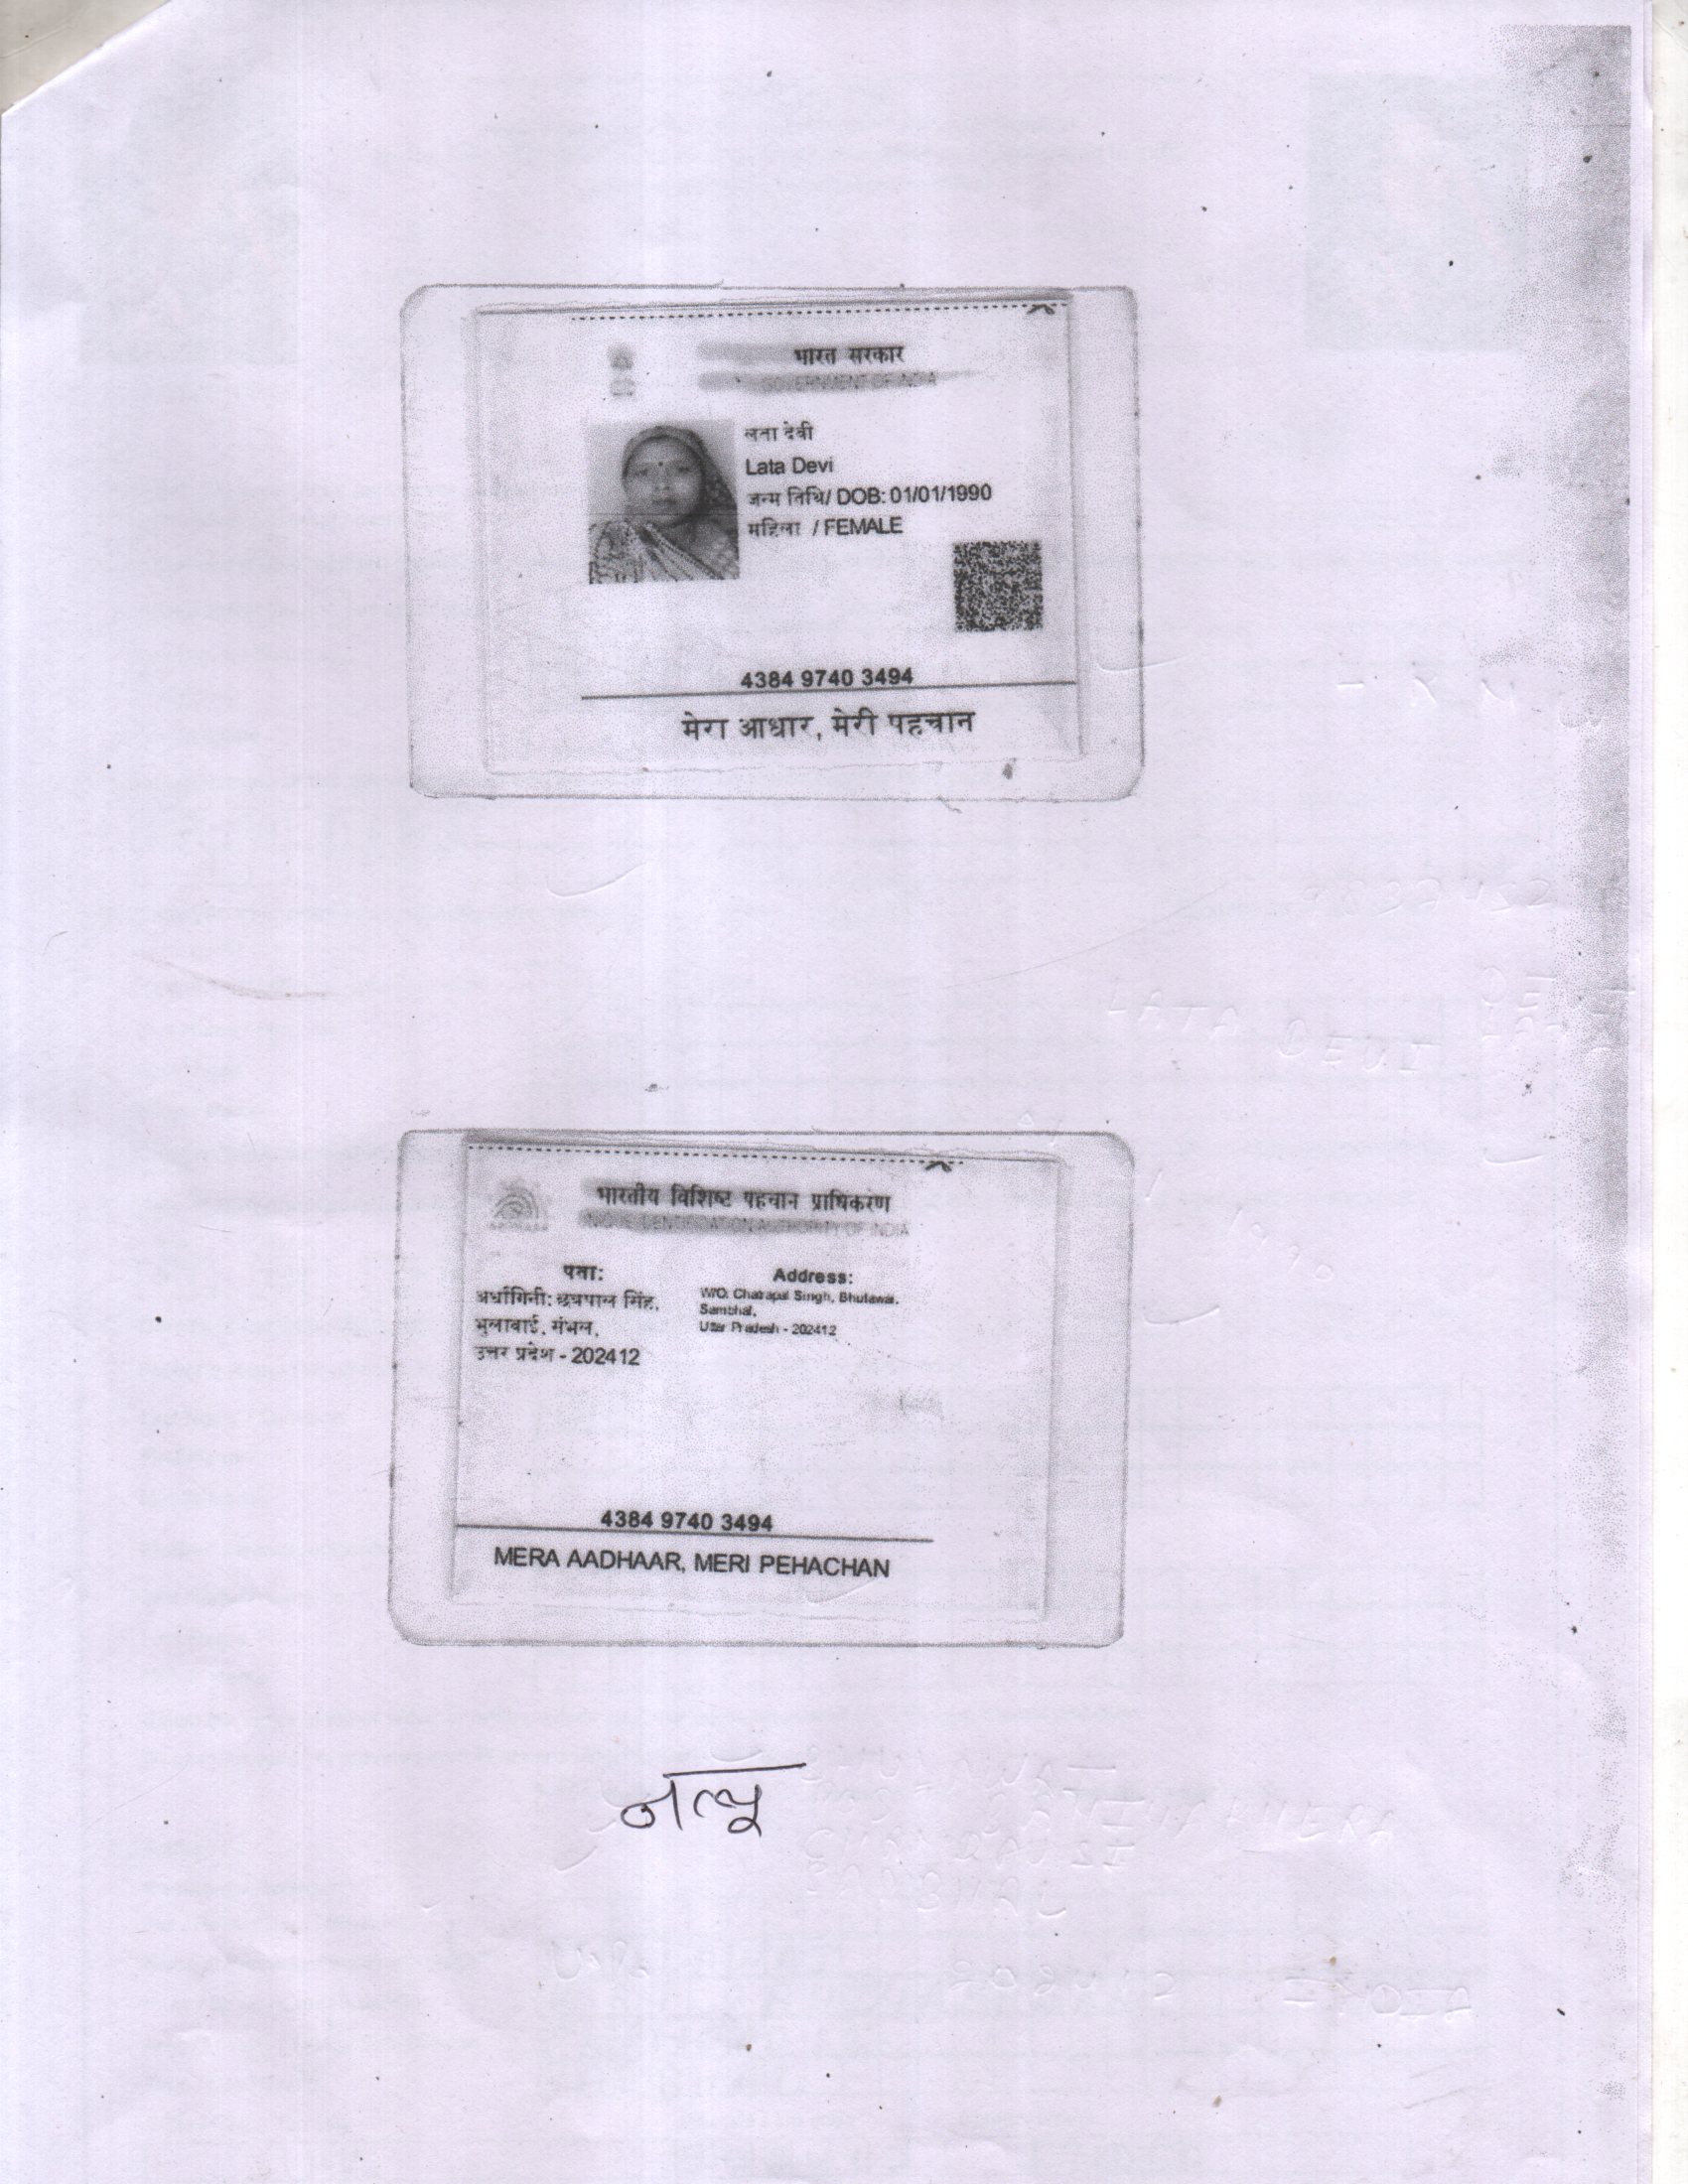 भारत सरकार
GOVERNMENT OF INDIA
लता देवी
Lata Devi
जन्म तिथि/ DOB: 01/01/1990
महिला / FEMALE
4384 9740 3494
मेरा आधार, मेरी पहचान
भारतीय विशिष्ट पहचान प्राधिकरण
IDENTIFICATION AUTHORITY OF INDIA
पता:
अर्धांगिनी: छत्रपाल सिंह,
भुलावाई, संभल,
उत्तर प्रदेश - 202412
Address:
W/O: Chatrapal Singh, Bhulawai,
Sambhal,
Uttar Pradesh - 202412
4384 9740 3494
MERA AADHAAR, MERI PEHACHAN